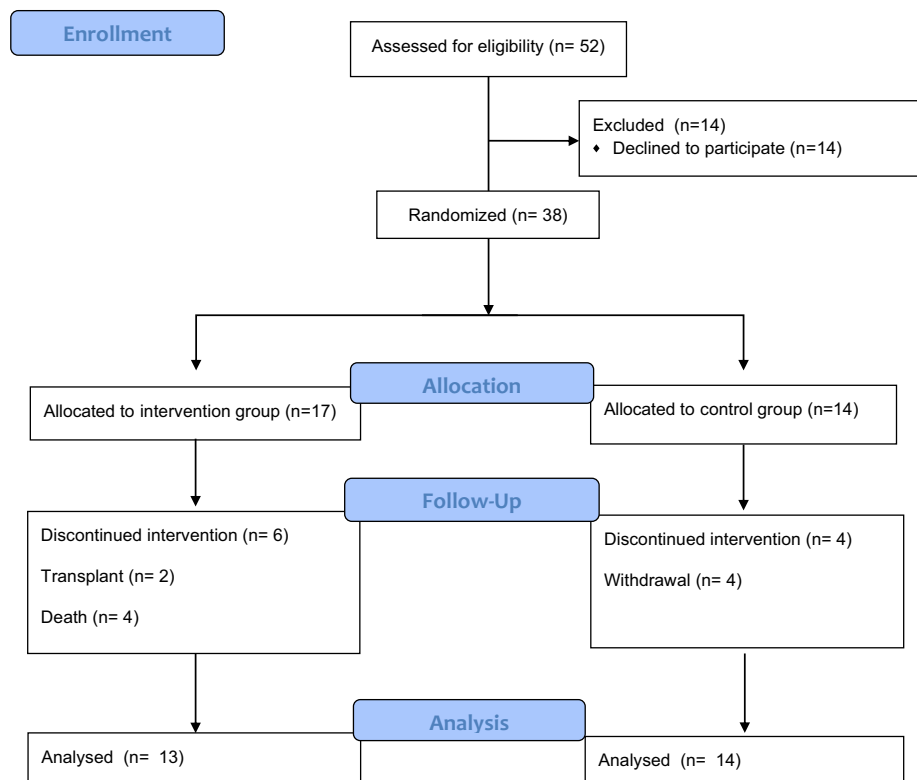 Enrollment
Assessed for eligibility (n= 52)
Excluded (n=14)
♦ Declined to participate (n=14)
Randomized (n= 38)
Allocation
Allocated to intervention group (n=17)
Allocated to control group (n=14)
Follow-Up
Discontinued intervention (n= 6)
Transplant (n= 2)
Death (n= 4)
Discontinued intervention (n= 4)
Withdrawal (n= 4)
Analysis
Analysed (n= 13)
Analysed (n= 14)